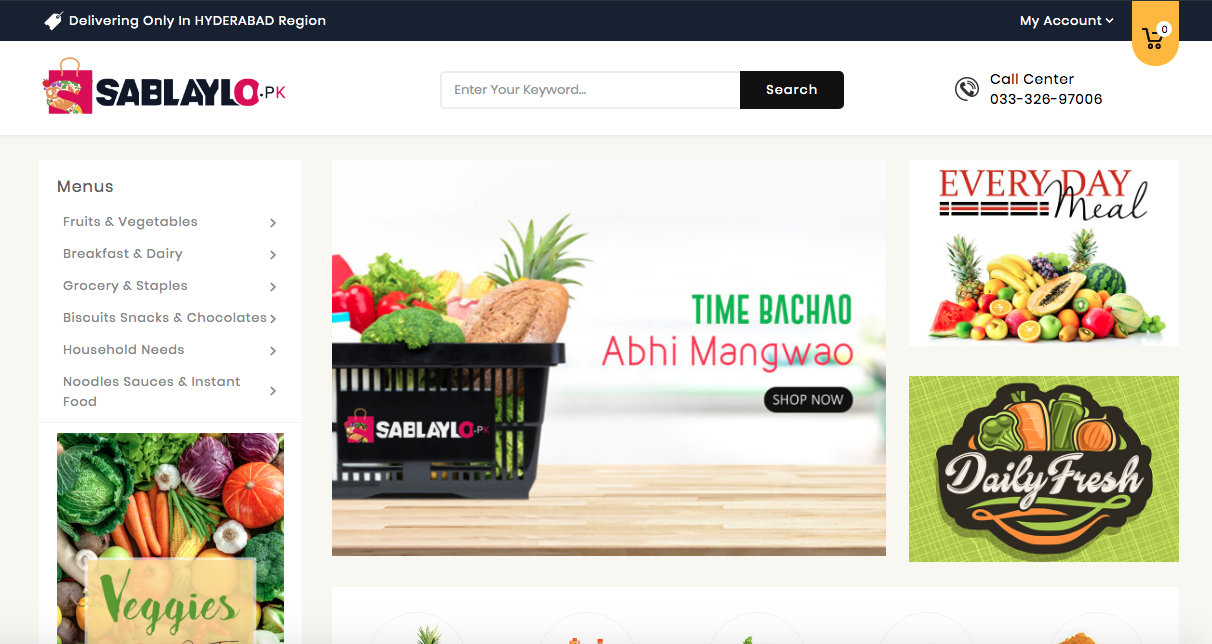 Delivering Only In HYDERABAD Region
My Account
0
SABLAYLO.PK
Enter Your Keyword...
Search
Call Center
033-326-97006
Menus
Fruits & Vegetables
Breakfast & Dairy
Grocery & Staples
Biscuits Snacks & Chocolates
Household Needs
Noodles Sauces & Instant
Food
Veggies
TIME BACHAO
Abhi Mangwao
SHOP NOW
SABLAYLO.PK
EVERY DAY
Meal
Daily Fresh